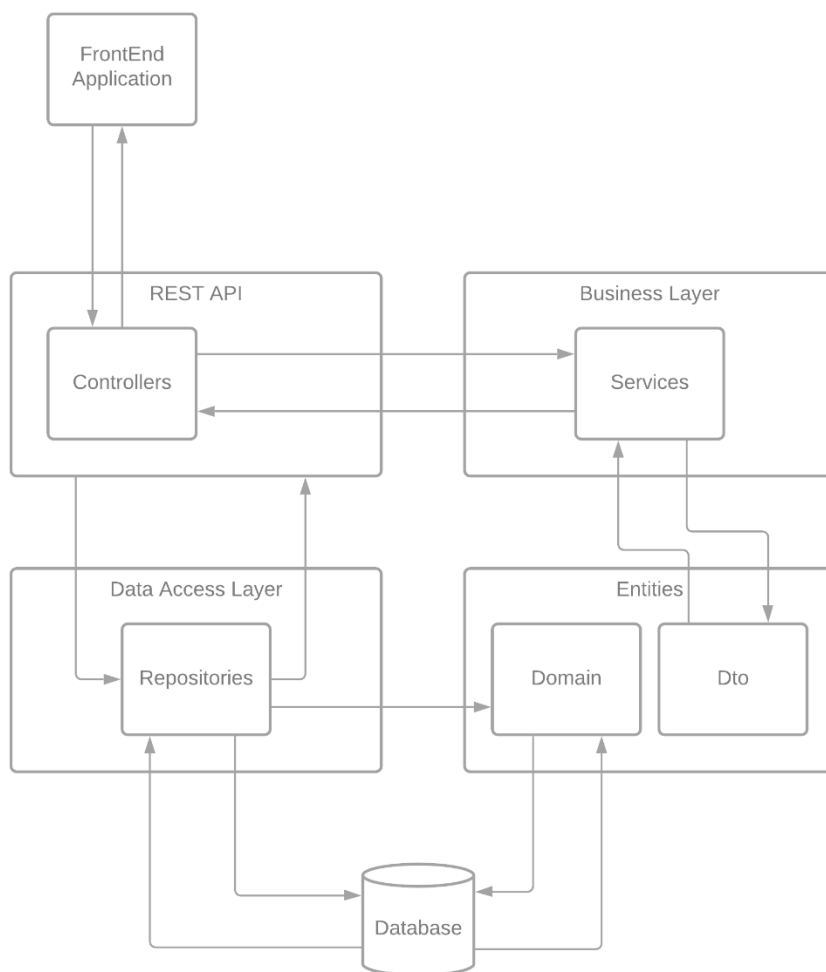 FrontEnd
Application
REST API
Business Layer
Controllers
Services
Data Access Layer
Entities
Repositories
Domain
Dto
Database